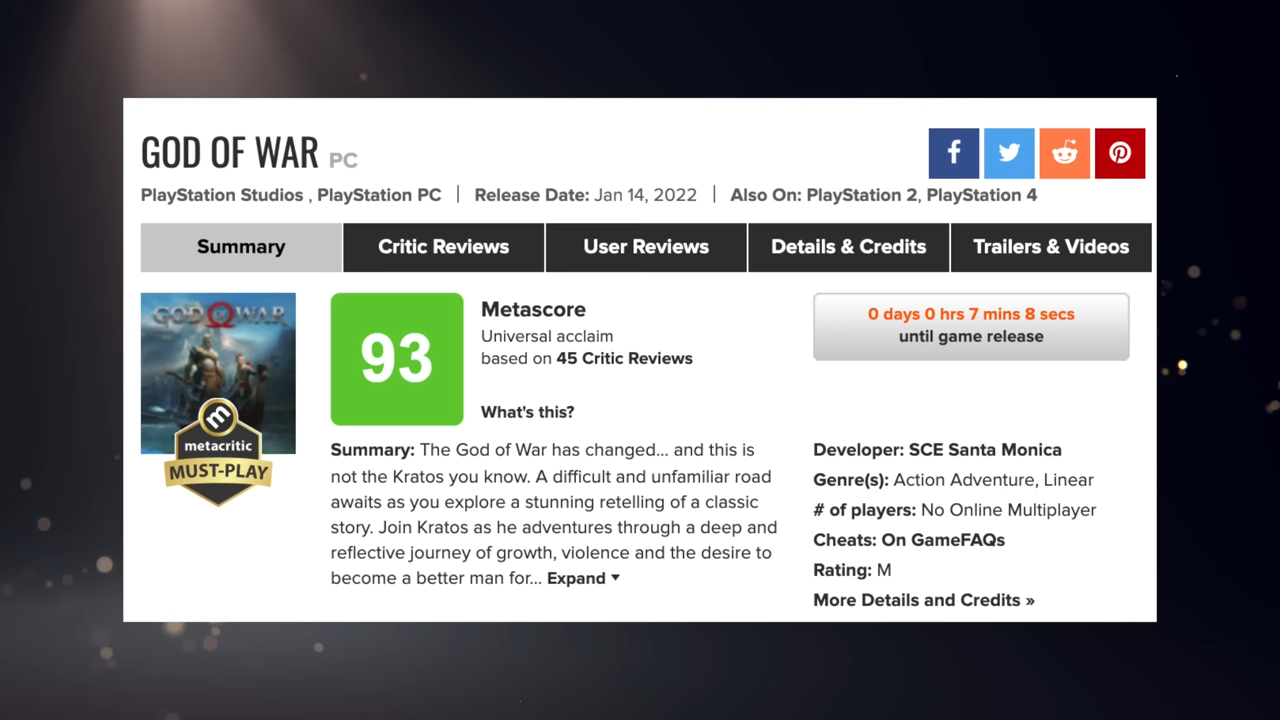 GOD OF WAR PC
PlayStation Studios , PlayStation PC | Release Date: Jan 14, 2022 | Also On: PlayStation 2, PlayStation 4
Summary
Critic Reviews
User Reviews
Details & Credits
Trailers & Videos
GOD OF WAR
metacritic
MUST-PLAY
93
Metascore
Universal acclaim
based on 45 Critic Reviews
What's this?
0 days 0 hrs 7 mins 8 secs
until game release
Summary: The God of War has changed... and this is
not the Kratos you know. A difficult and unfamiliar road
awaits as you explore a stunning retelling of a classic
story. Join Kratos as he adventures through a deep and
reflective journey of growth, violence and the desire to
become a better man for... Expand
Developer: SCE Santa Monica
Genre(s): Action Adventure, Linear
# of players: No Online Multiplayer
Cheats: On GameFAQs
Rating: M
More Details and Credits »